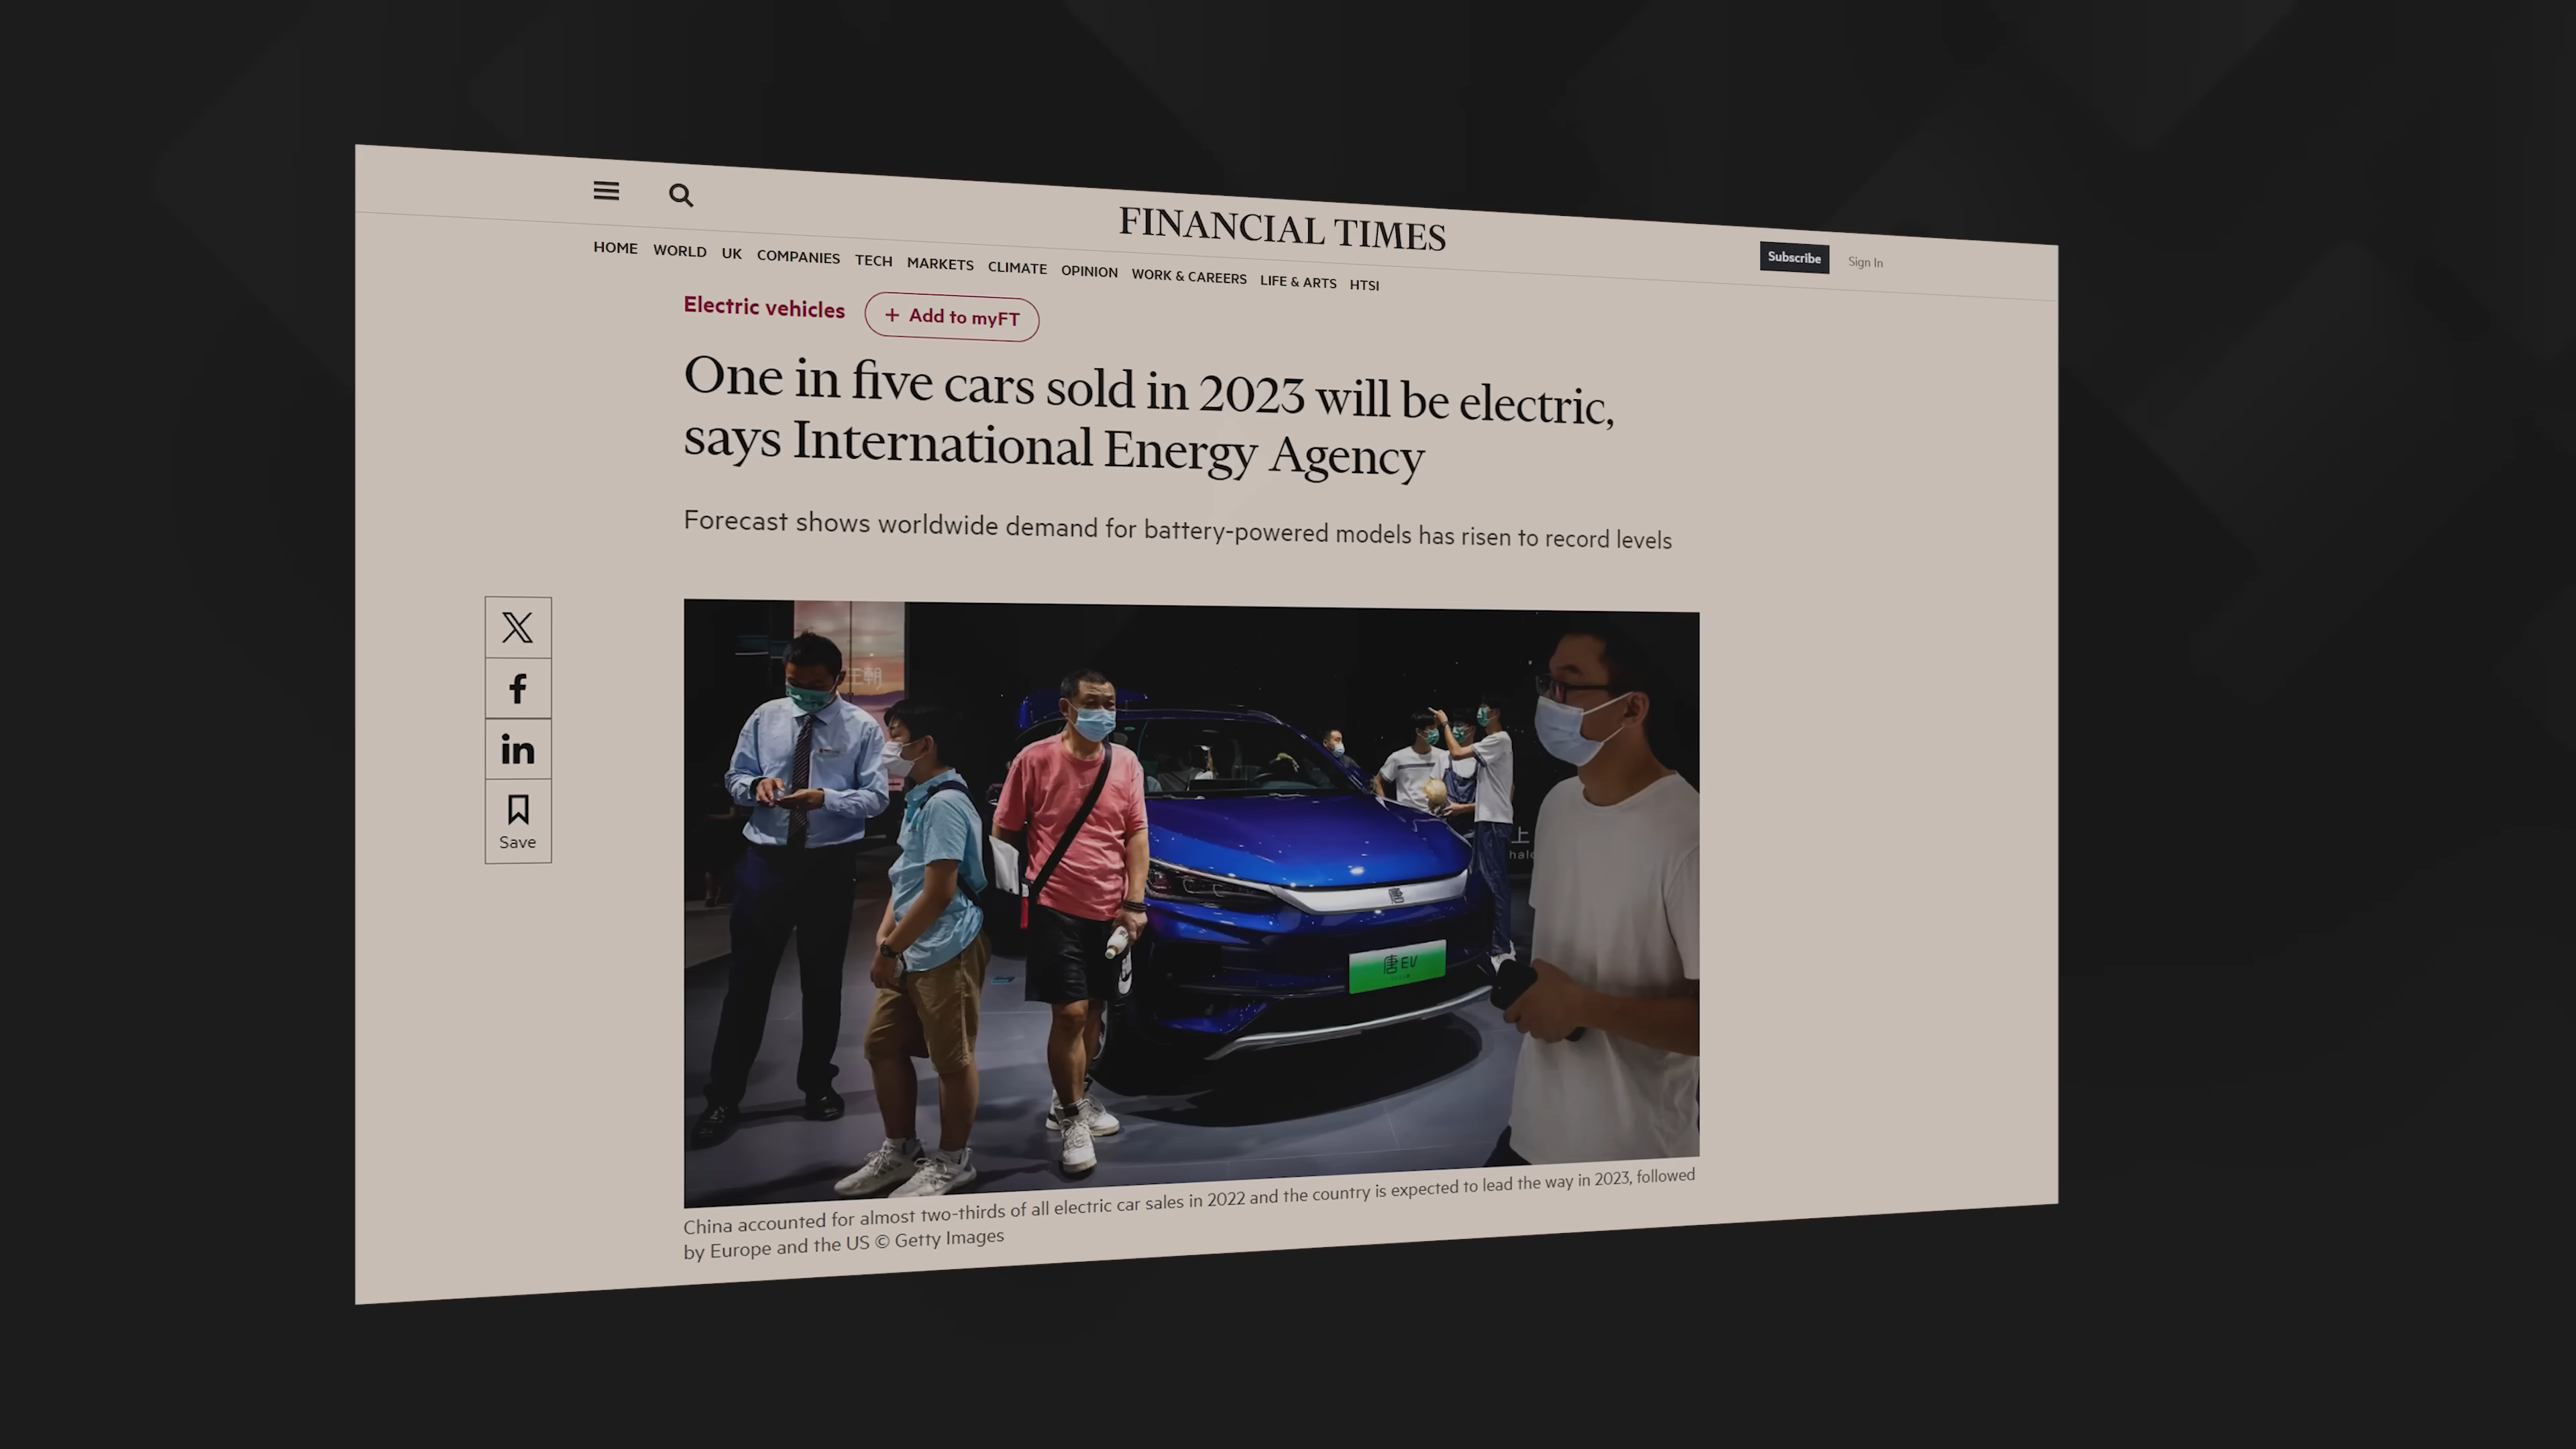 FINANCIAL TIMES
Subscribe
Sign In
HOME WORLD UK COMPANIES TECH MARKETS CLIMATE OPINION WORK & CAREERS LIFE & ARTS HTSI
Electric vehicles
+ Add to myFT
One in five cars sold in 2023 will be electric,
says International Energy Agency
Forecast shows worldwide demand for battery-powered models has risen to record levels
Save
王朝
上
唐
唐EV
China accounted for almost two-thirds of all electric car sales in 2022 and the country is expected to lead the way in 2023, followed
by Europe and the US © Getty Images